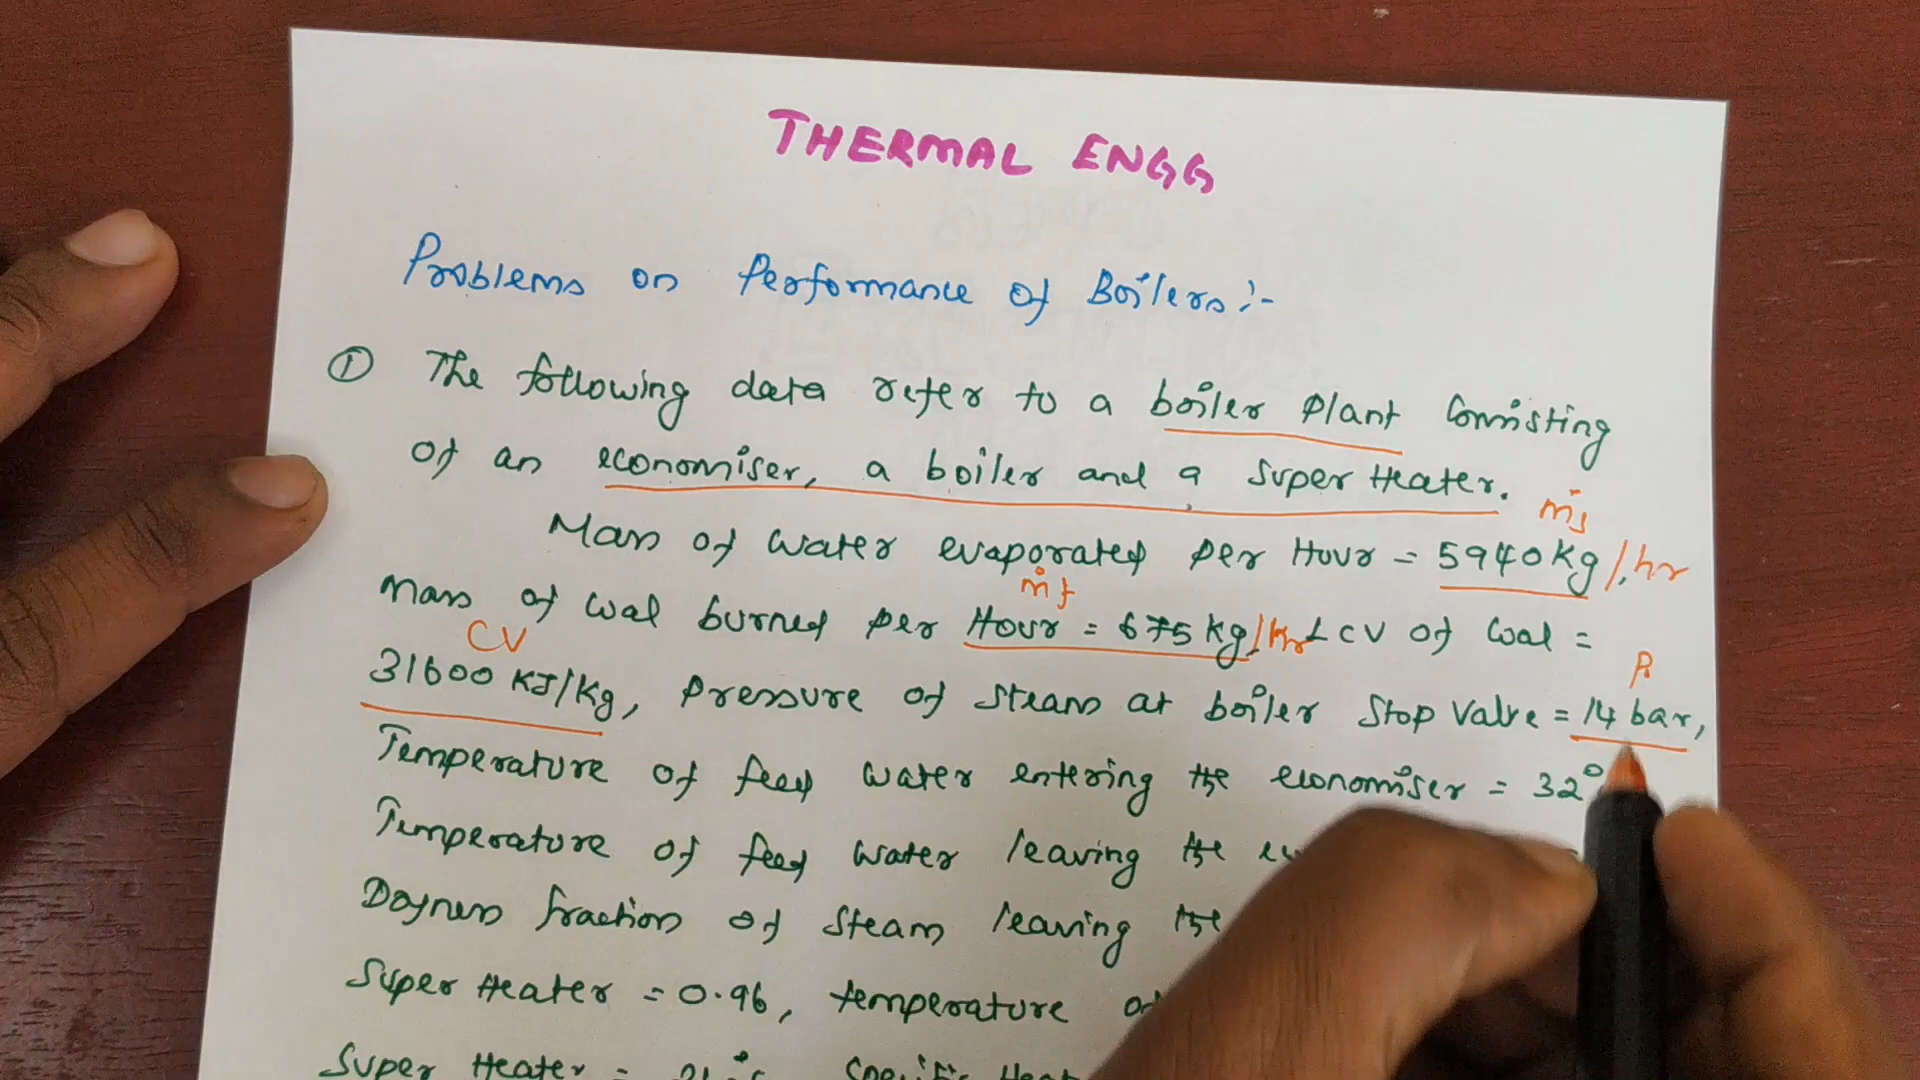 THERMAL ENGG
Problems on Performance of Boilers:-
① The following data refer to a boiler plant Consisting
of an economiser, a boiler and a Super Heater.
ṁs
Mass of water evaporated per Hour = 5940 Kg/hr
ṁf
Mass of Coal burned per Hour = 675 Kg/hr LCV of Coal =
CV
P1
31600 KJ/Kg, Pressure of Steam at boiler Stop Valve = 14 bar,
Temperature of feed water entering the economiser = 32°
Temperature of feed water leaving the
Dryness fraction of Steam leaving the
Super Heater = 0.96, temperature
Super Heater =